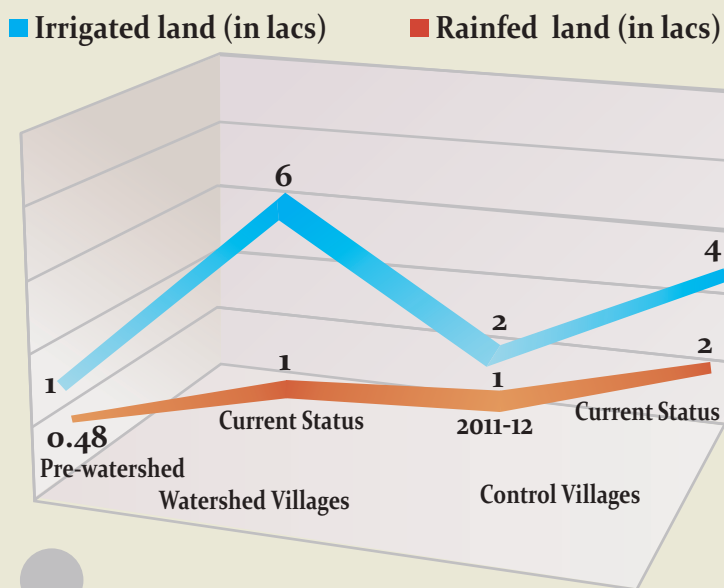 Irrigated land (in lacs) Rainfed land (in lacs)
6
4
2
2
1
1
1
0.48
Current Status 2011-12 Current Status
Pre-watershed
Watershed Villages Control Villages